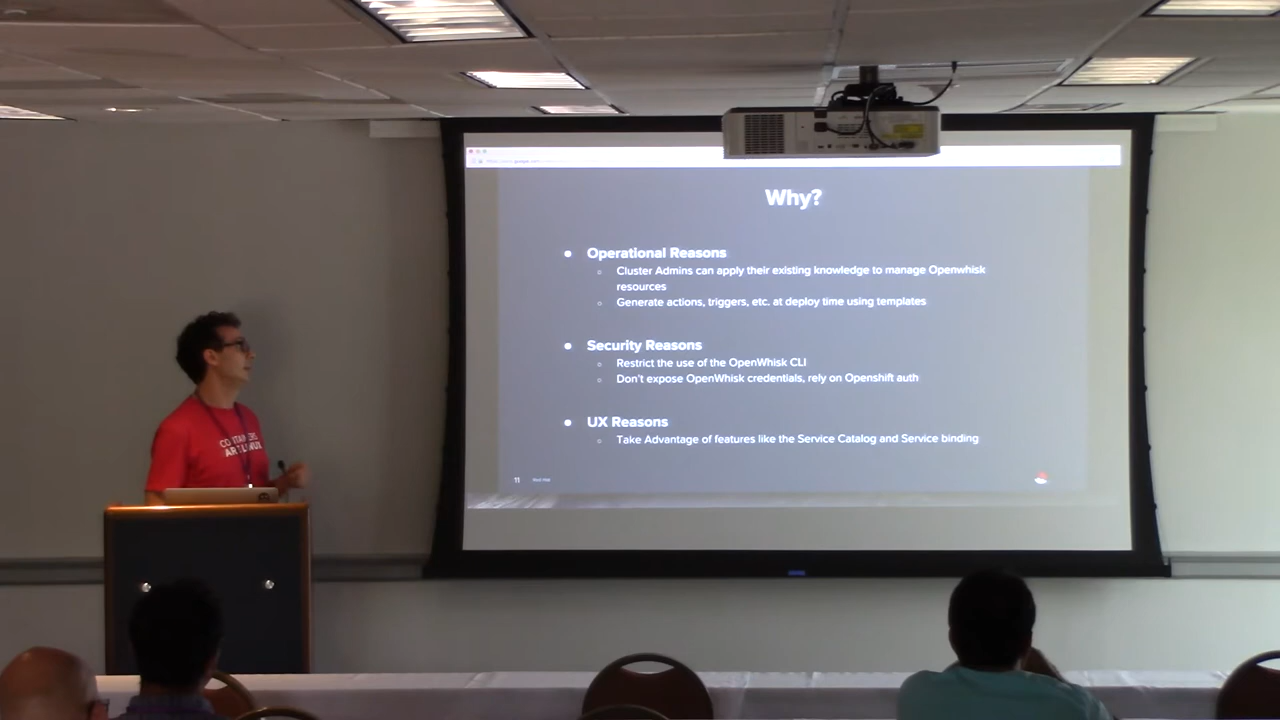 Why?
Operational Reasons
Cluster Admins can apply their existing knowledge to manage Openwhisk
resources
Generate actions, triggers, etc. at deploy time using templates
Security Reasons
Restrict the use of the OpenWhisk CLI
Don't expose OpenWhisk credentials, rely on Openshift auth
UX Reasons
Take Advantage of features like the Service Catalog and Service binding
11